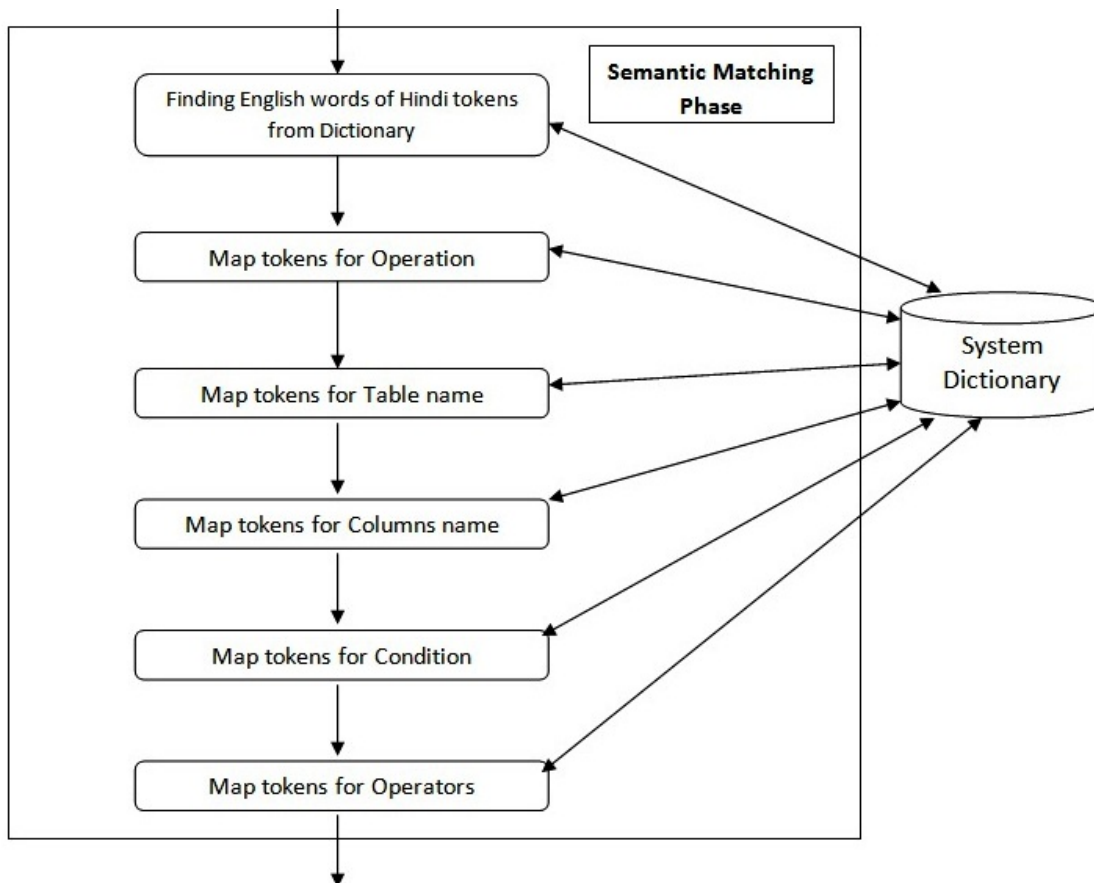 Semantic Matching
Phase
Finding English words of Hindi tokens
from Dictionary
Map tokens for Operation
Map tokens for Table name
Map tokens for Columns name
Map tokens for Condition
Map tokens for Operators
System
Dictionary